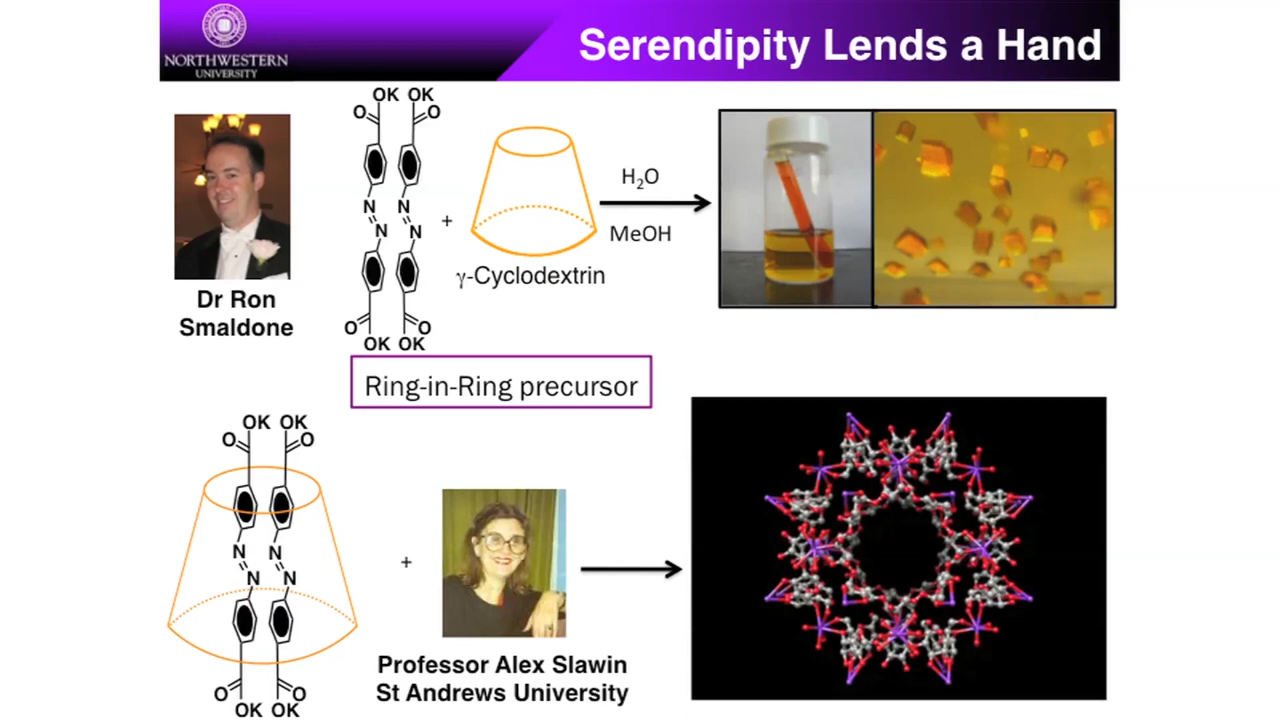 NORTHWESTERN
UNIVERSITY
Serendipity Lends a Hand
OK OK
O O
N N
N N
O O
OK OK
+
γ-Cyclodextrin
H2O
MeOH
Dr Ron
Smaldone
Ring-in-Ring precursor
OK OK
O O
N N
N N
O O
OK OK
+
Professor Alex Slawin
St Andrews University